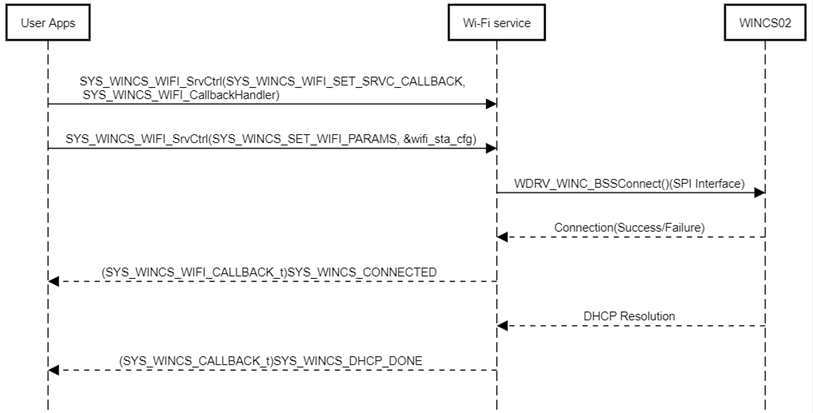 User Apps
Wi-Fi service
WINCS02
SYS_WINCS_WIFI_SrvCtrl(SYS_WINCS_WIFI_SET_SRVC_CALLBACK,
SYS_WINCS_WIFI_CallbackHandler)
SYS_WINCS_WIFI_SrvCtrl(SYS_WINCS_SET_WIFI_PARAMS, &wifi_sta_cfg)
WDRV_WINC_BSSConnect()(SPI Interface)
Connection(Success/Failure)
(SYS_WINCS_WIFI_CALLBACK_t)SYS_WINCS_CONNECTED
DHCP Resolution
(SYS_WINCS_CALLBACK_t)SYS_WINCS_DHCP_DONE